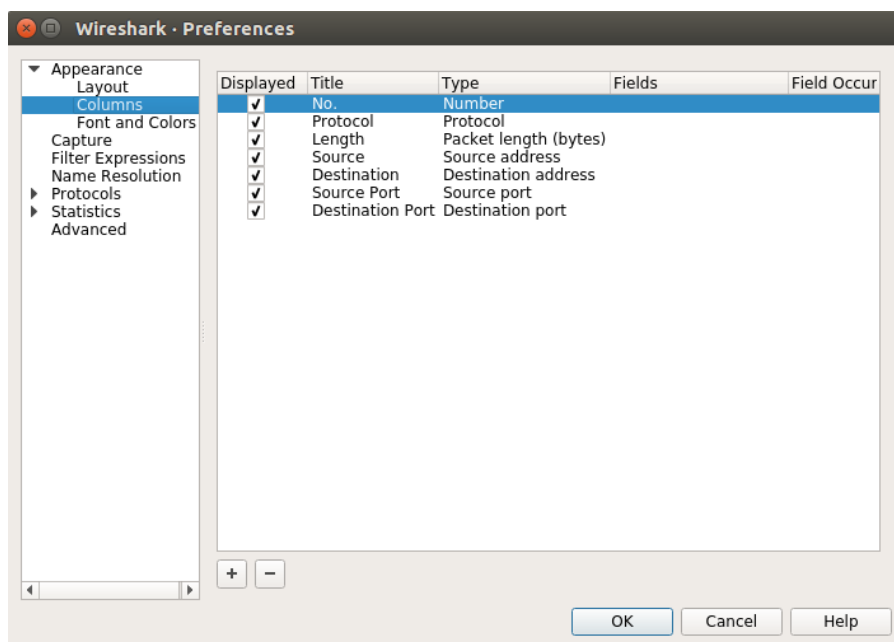 Wireshark · Preferences
Appearance
Layout
Columns
Font and Colors
Capture
Filter Expressions
Name Resolution
Protocols
Statistics
Advanced
Displayed Title Type Fields Field Occur
No. Number
Protocol Protocol
Length Packet length (bytes)
Source Source address
Destination Destination address
Source Port Source port
Destination Port Destination port
+ −
OK Cancel Help